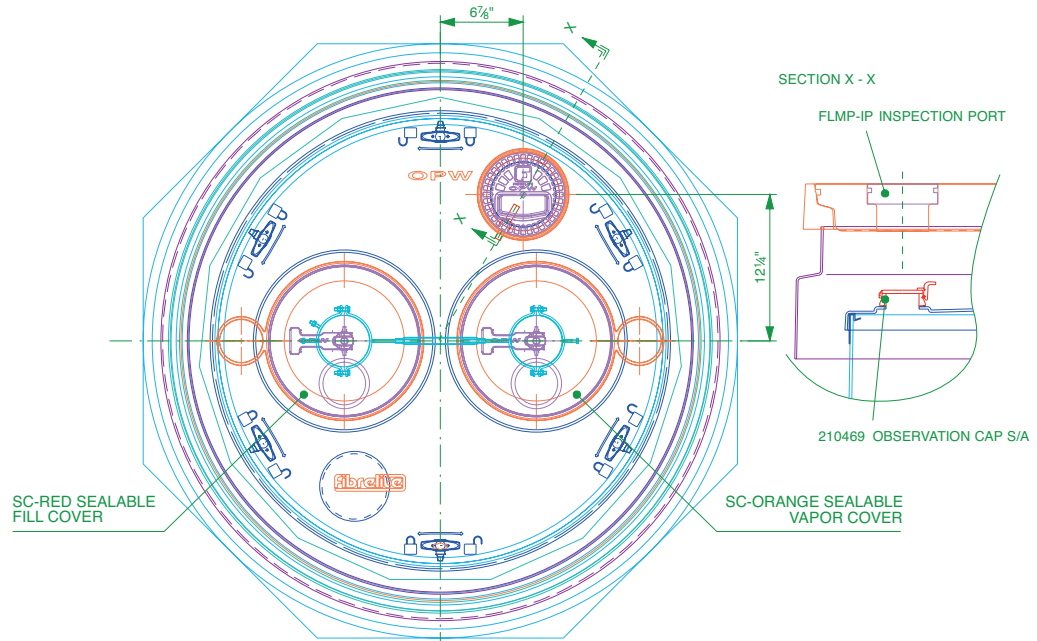 6⅞"
X
SECTION X - X
FLMP-IP INSPECTION PORT
OPW
X
12¼"
210469 OBSERVATION CAP S/A
SC-RED SEALABLE
FILL COVER
fibrelite
SC-ORANGE SEALABLE
VAPOR COVER